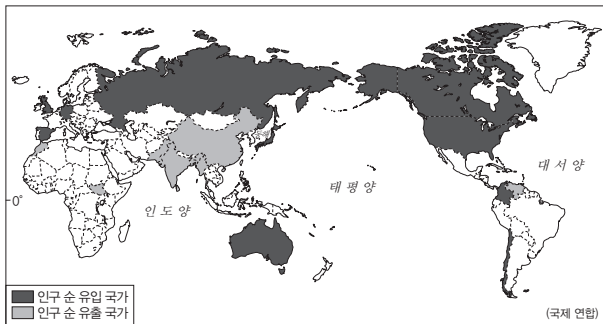 대서양
태평양
0°
인도양
인구 순 유입 국가
인구 순 유출 국가
(국제 연합)